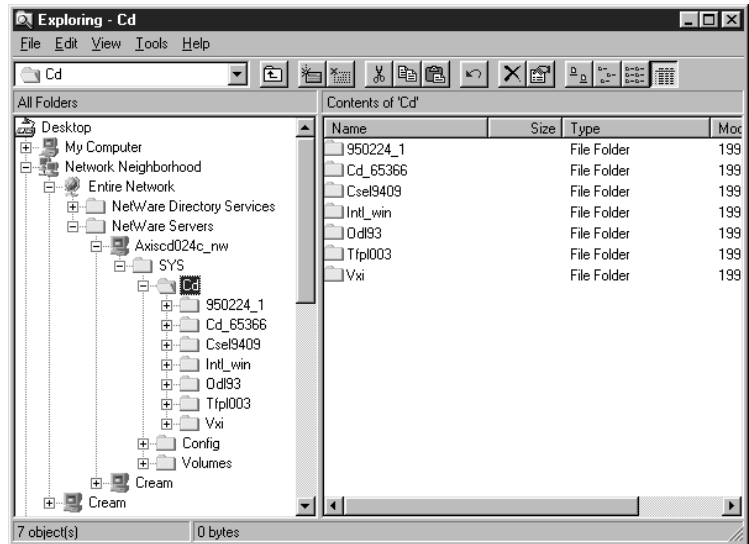 Exploring - Cd
File Edit View Tools Help
Cd
All Folders
Contents of 'Cd'
Desktop
My Computer
Network Neighborhood
Entire Network
NetWare Directory Services
NetWare Servers
Axiscd024c_nw
SYS
Cd
950224_1
Cd_65366
Csel9409
Intl_win
Odl93
Tfpl003
Vxi
Config
Volumes
Cream
Cream
Name Size Type Mod
950224_1 File Folder 199
Cd_65366 File Folder 199
Csel9409 File Folder 199
Intl_win File Folder 199
Odl93 File Folder 199
Tfpl003 File Folder 199
Vxi File Folder 199
7 object(s) 0 bytes